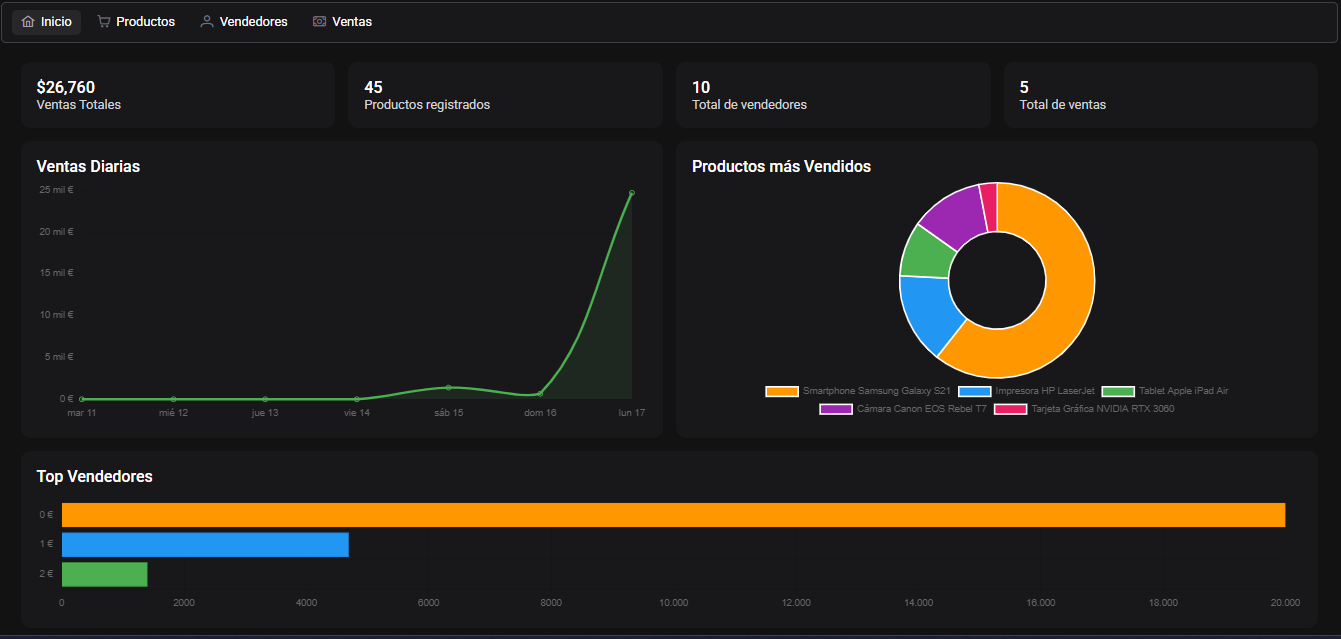 Inicio Productos Vendedores Ventas
$26,760
Ventas Totales
45
Productos registrados
10
Total de vendedores
5
Total de ventas
Ventas Diarias
25 mil €
20 mil €
15 mil €
10 mil €
5 mil €
0 €
mar 11 mié 12 jue 13 vie 14 sáb 15 dom 16 lun 17
Productos más Vendidos
Smartphone Samsung Galaxy S21 Impresora HP LaserJet Tablet Apple iPad Air
Cámara Canon EOS Rebel T7 Tarjeta Gráfica NVIDIA RTX 3060
Top Vendedores
0 €
1 €
2 €
0 2000 4000 6000 8000 10.000 12.000 14.000 16.000 18.000 20.000